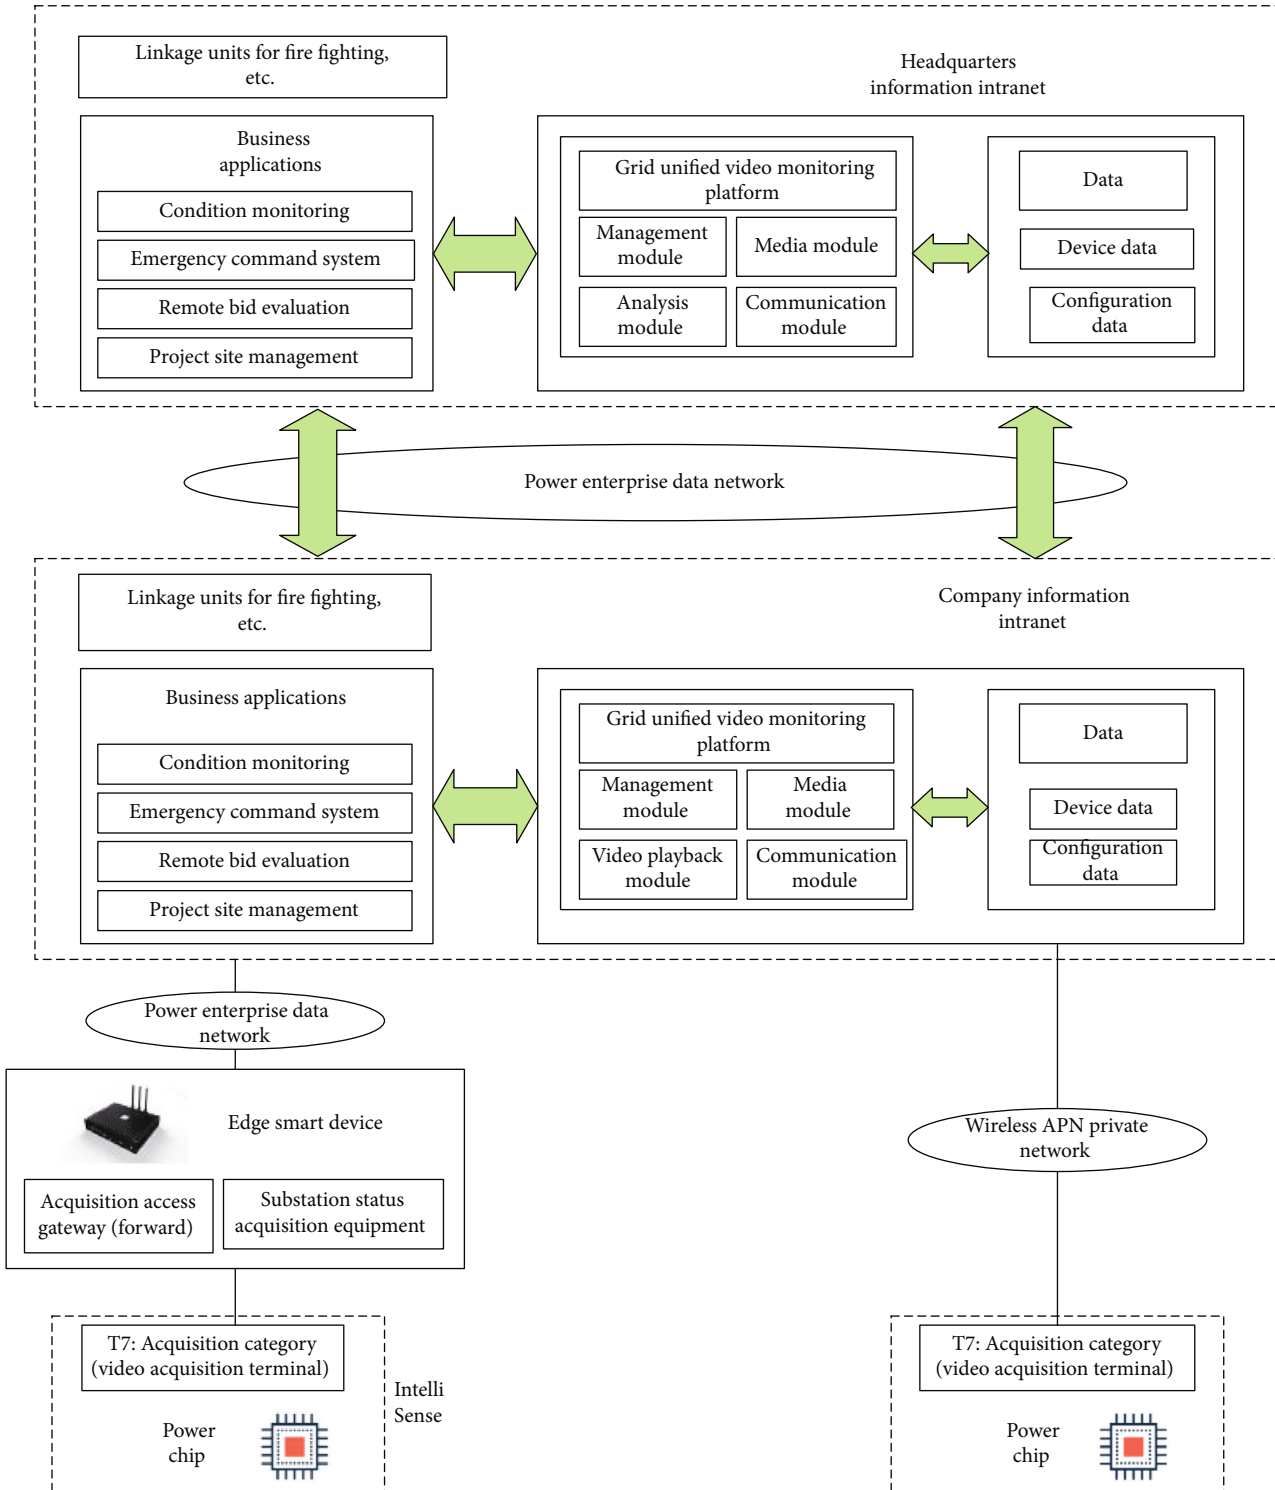 Linkage units for fire fighting,
etc.
Headquarters
information intranet
Business
applications
Condition monitoring
Emergency command system
Remote bid evaluation
Project site management
Grid unified video monitoring
platform
Management
module
Media module
Analysis
module
Communication
module
Data
Device data
Configuration
data
Power enterprise data network
Linkage units for fire fighting,
etc.
Company information
intranet
Business applications
Condition monitoring
Emergency command system
Remote bid evaluation
Project site management
Grid unified video monitoring
platform
Management
module
Media
module
Video playback
module
Communication
module
Data
Device data
Configuration
data
Power enterprise data
network
Edge smart device
Acquisition access
gateway (forward)
Substation status
acquisition equipment
Wireless APN private
network
T7: Acquisition category
(video acquisition terminal)
Intelli
Sense
Power
chip
T7: Acquisition category
(video acquisition terminal)
Power
chip